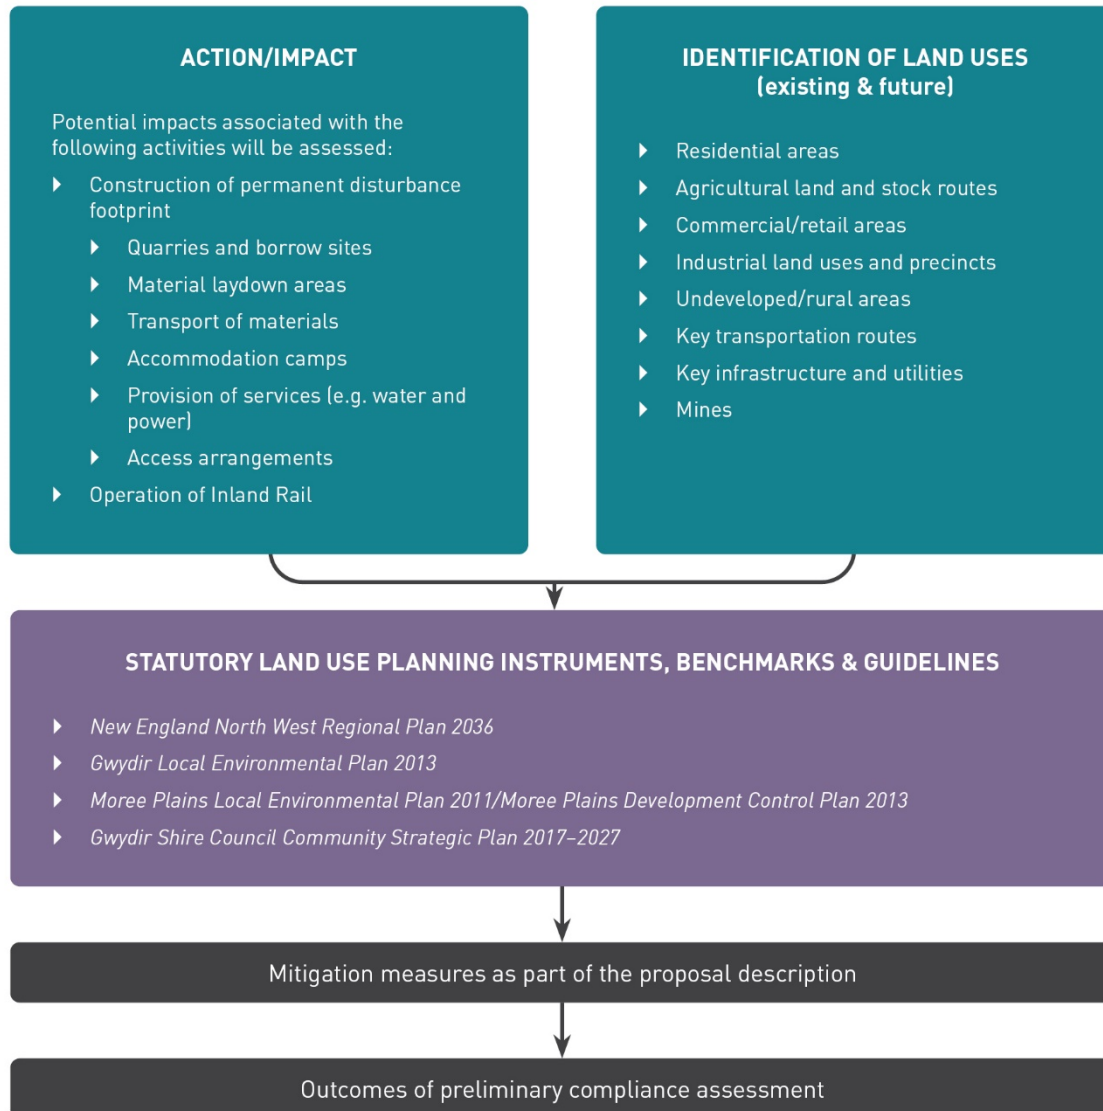 ACTION/IMPACT
Potential impacts associated with the
following activities will be assessed:
Construction of permanent disturbance
footprint
Quarries and borrow sites
Material laydown areas
Transport of materials
Accommodation camps
Provision of services (e.g. water and
power)
Access arrangements
Operation of Inland Rail
IDENTIFICATION OF LAND USES
(existing & future)
Residential areas
Agricultural land and stock routes
Commercial/retail areas
Industrial land uses and precincts
Undeveloped/rural areas
Key transportation routes
Key infrastructure and utilities
Mines
STATUTORY LAND USE PLANNING INSTRUMENTS, BENCHMARKS & GUIDELINES
New England North West Regional Plan 2036
Gwydir Local Environmental Plan 2013
Moree Plains Local Environmental Plan 2011/Moree Plains Development Control Plan 2013
Gwydir Shire Council Community Strategic Plan 2017–2027
Mitigation measures as part of the proposal description
Outcomes of preliminary compliance assessment